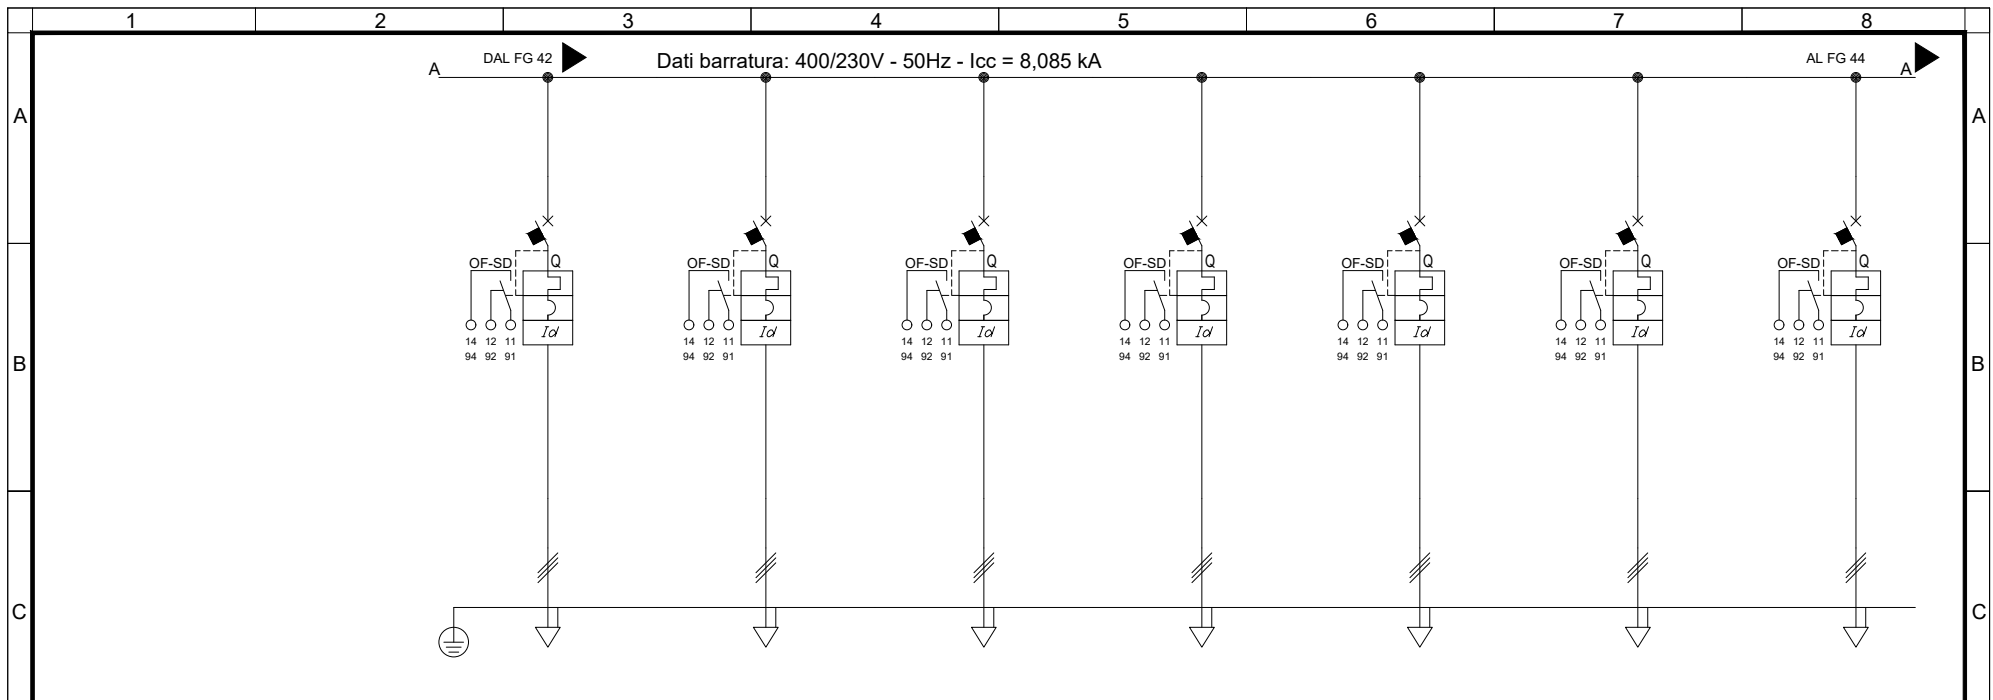 1 2 3 4 5 6 7 8
DAL FG 42 Dati barratura: 400/230V - 50Hz - Icc = 8,085 kA AL FG 44
A A
A A
OF-SD Q OF-SD Q OF-SD Q OF-SD Q OF-SD Q OF-SD Q OF-SD Q
Id Id Id Id Id Id Id
14 12 11 14 12 11 14 12 11 14 12 11 14 12 11 14 12 11 14 12 11
94 92 91 94 92 91 94 92 91 94 92 91 94 92 91 94 92 91 94 92 91
B B
C C